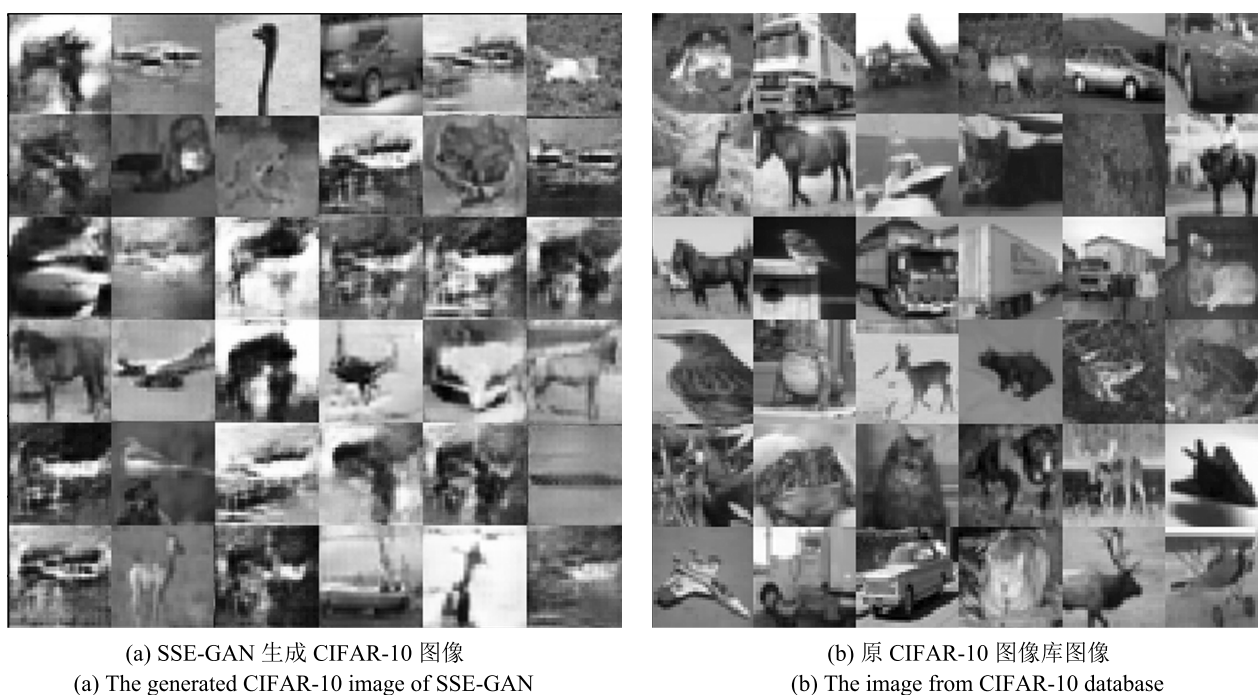 (a) SSE-GAN 生成 CIFAR-10 图像
(a) The generated CIFAR-10 image of SSE-GAN
(b) 原 CIFAR-10 图像库图像
(b) The image from CIFAR-10 database